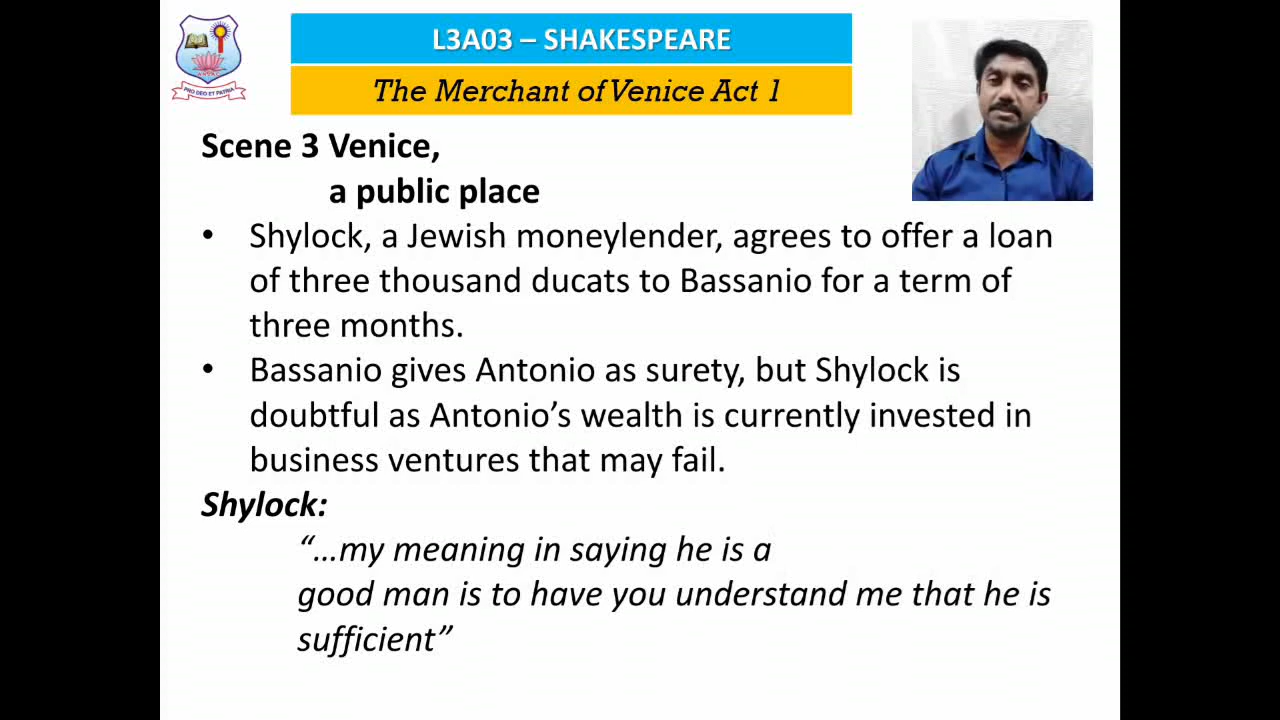 L3A03 – SHAKESPEARE
The Merchant of Venice Act 1
PRO DEO ET PATRIA
Scene 3 Venice,
a public place
• Shylock, a Jewish moneylender, agrees to offer a loan
of three thousand ducats to Bassanio for a term of
three months.
• Bassanio gives Antonio as surety, but Shylock is
doubtful as Antonio’s wealth is currently invested in
business ventures that may fail.
Shylock:
“…my meaning in saying he is a
good man is to have you understand me that he is
sufficient”